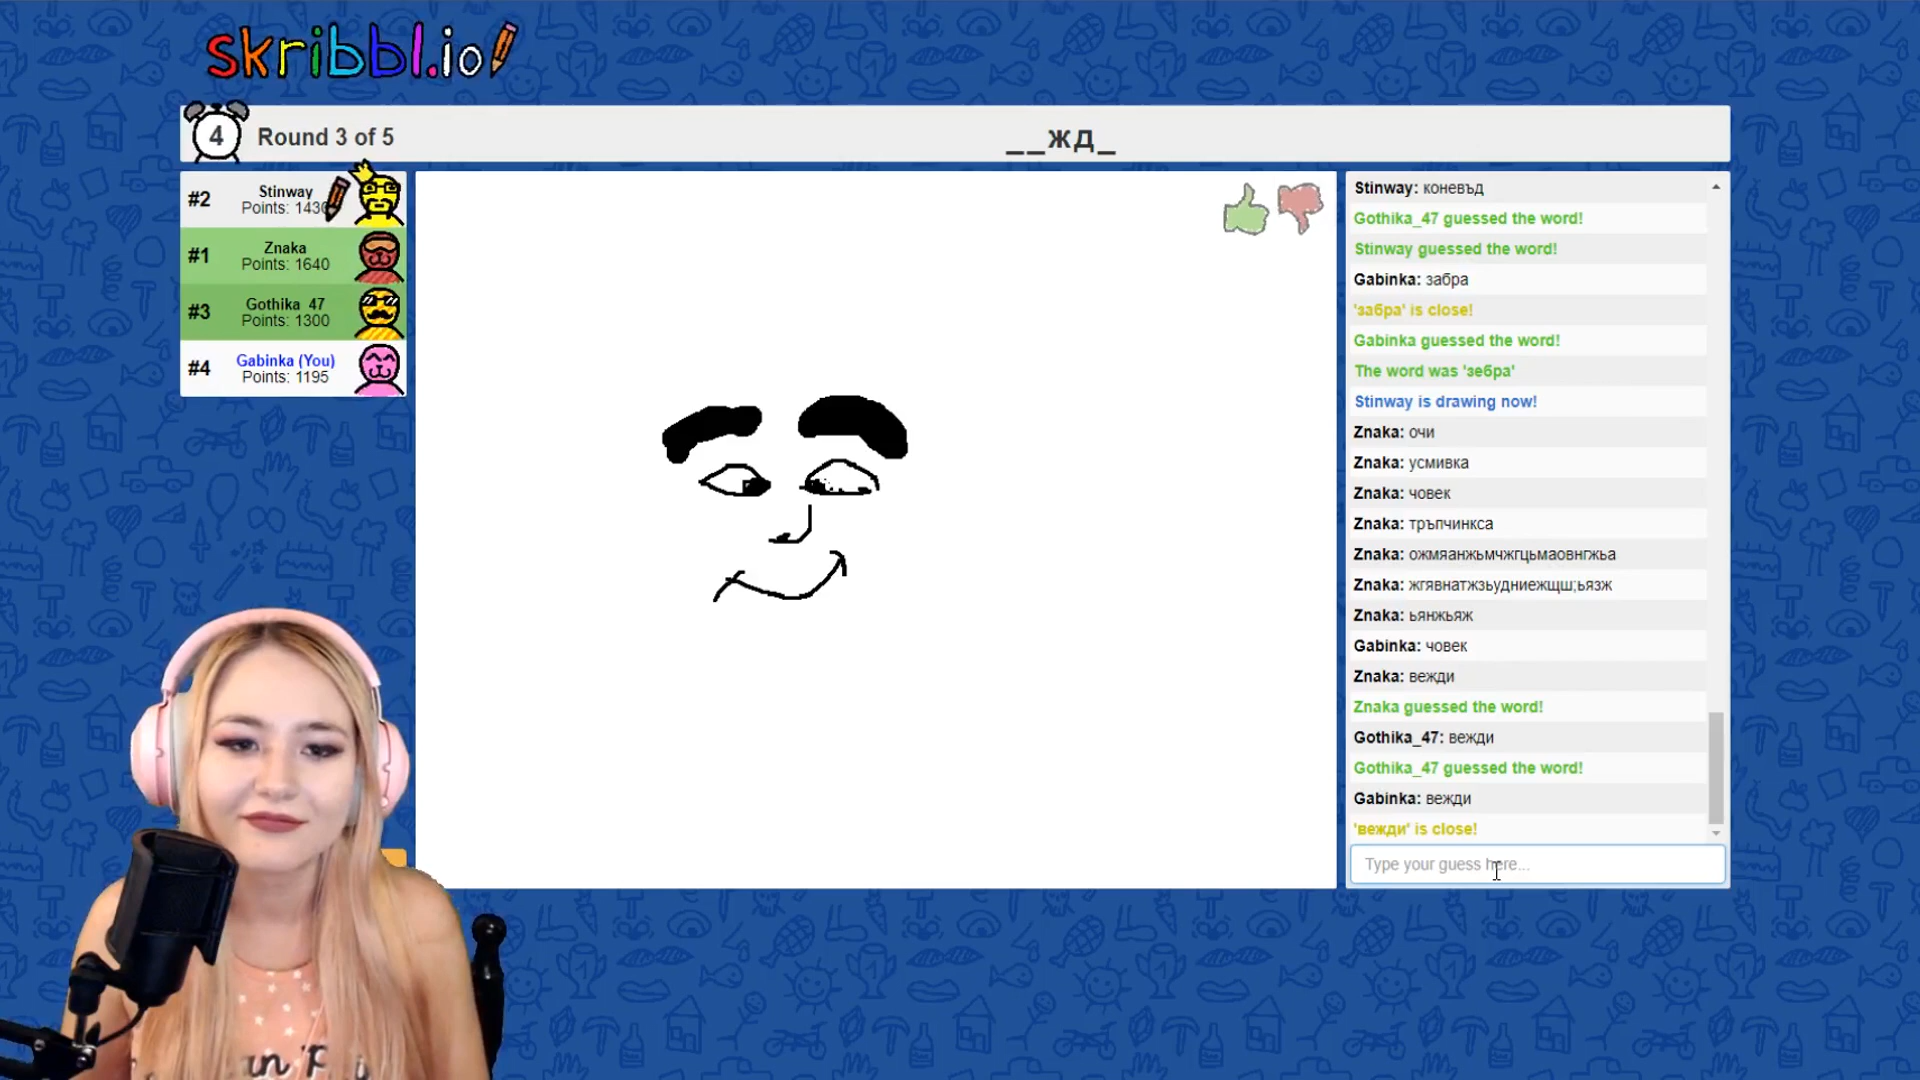 skribbl.io
4
Round 3 of 5
__жд_
#2
Stinway
Points: 1430
#1
Znaka
Points: 1640
#3
Gothika_47
Points: 1300
#4
Gabinka (You)
Points: 1195
Stinway: коневъд
Gothika_47 guessed the word!
Stinway guessed the word!
Gabinka: забра
'забра' is close!
Gabinka guessed the word!
The word was 'зебра'
Stinway is drawing now!
Znaka: очи
Znaka: усмивка
Znaka: човек
Znaka: тръпчинкса
Znaka: ожмяанжьмчжгцьмаовнгжьа
Znaka: жгявнатжзьудниежщш;ьязж
Znaka: ьянжьяж
Gabinka: човек
Znaka: вежди
Znaka guessed the word!
Gothika_47: вежди
Gothika_47 guessed the word!
Gabinka: вежди
'вежди' is close!
Type your guess here...